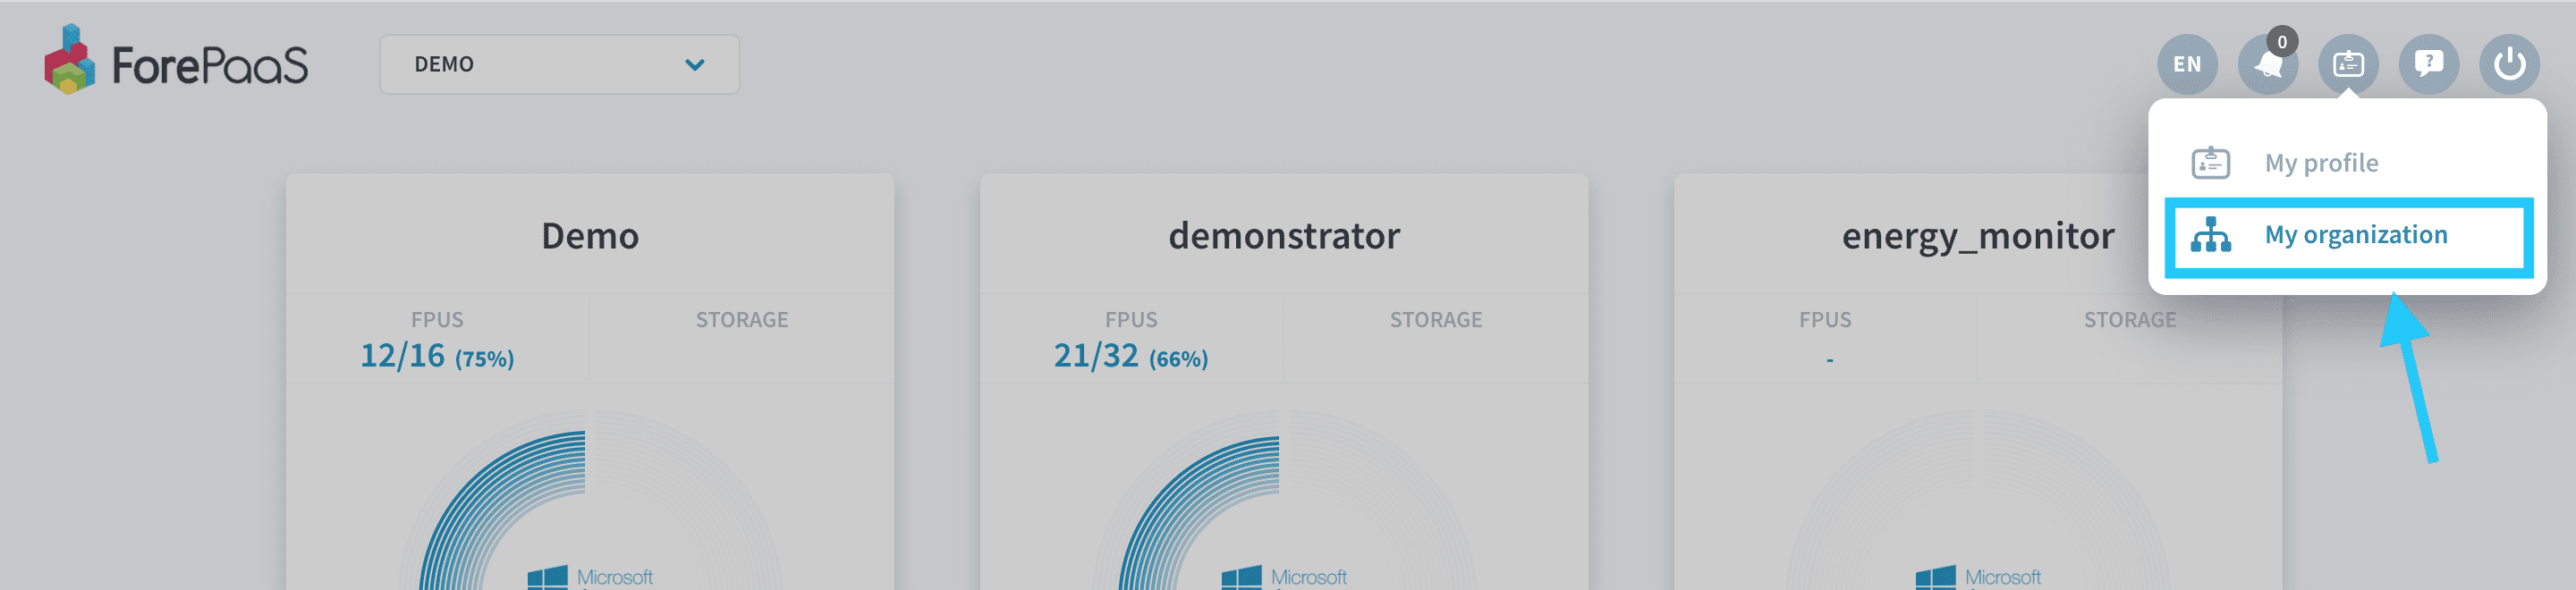 ForePaaS
DEMO
EN
0
?
My profile
My organization
Demo
FPUS
12/16 (75%)
STORAGE
demonstrator
FPUS
21/32 (66%)
STORAGE
energy_monitor
FPUS
-
STORAGE
Microsoft
Microsoft
Microsoft